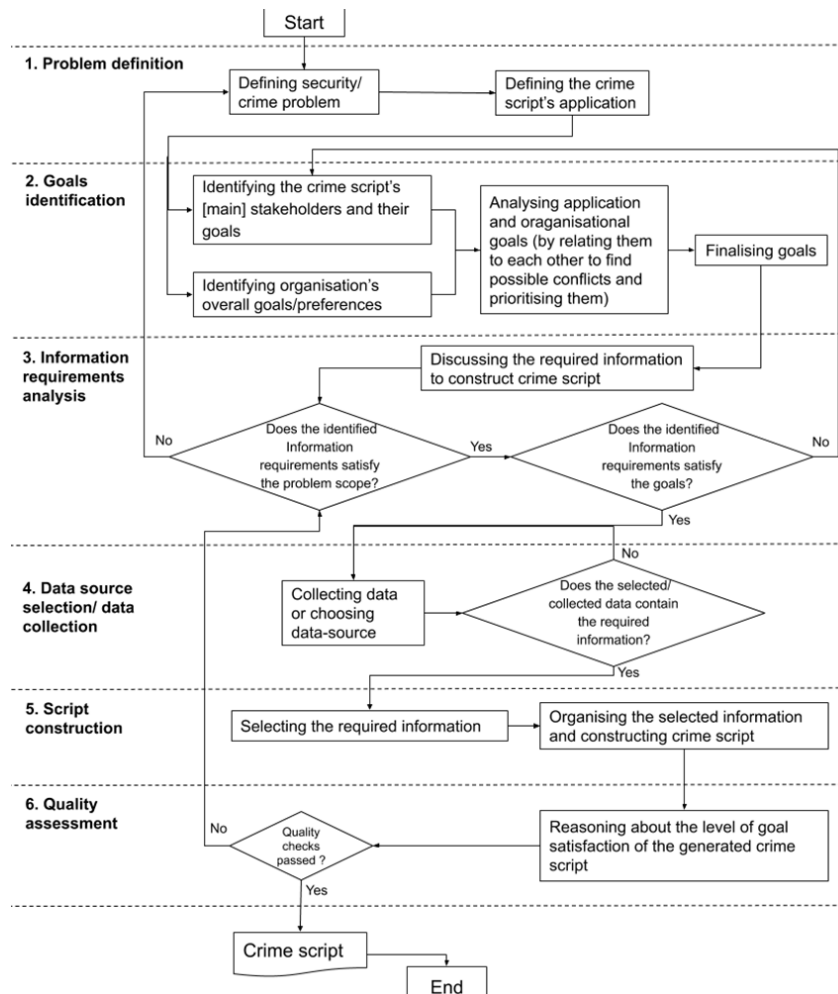 Start
1. Problem definition
Defining security/
crime problem
Defining the crime
script's application
2. Goals
identification
Identifying the crime script's
[main] stakeholders and their
goals
Identifying organisation's
overall goals/preferences
Analysing application
and oraganisational
goals (by relating them
to each other to find
possible conflicts and
prioritising them)
Finalising goals
3. Information
requirements
analysis
Discussing the required information
to construct crime script
No
Does the identified
Information
requirements satisfy
the problem scope?
Yes
Does the identified
Information
requirements satisfy
the goals?
No
Yes
4. Data source
selection/ data
collection
Collecting data
or choosing
data-source
No
Does the selected/
collected data contain
the required
information?
Yes
5. Script
construction
Selecting the required information
Organising the selected information
and constructing crime script
6. Quality
assessment
No
Quality
checks
passed ?
Reasoning about the level of goal
satisfaction of the generated crime
script
Yes
Crime script
End